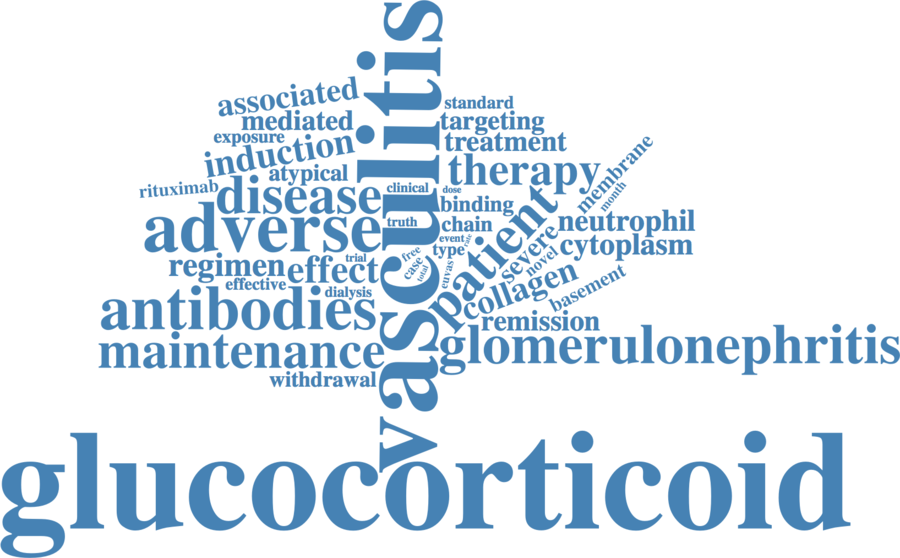 vasculitis
associated
standard
mediated
targeting
exposure
treatment
induction
therapy
atypical
membrane
rituximab
disease
clinical
dose
month
binding
adverse
truth
chain
patient
neutrophil
event
rate
severe
cytoplasm
type
free
case
total
trial
regimen
effect
novel
euvas
collagen
effective
dialysis
basement
antibodies
remission
maintenance
glomerulonephritis
withdrawal
glucocorticoid